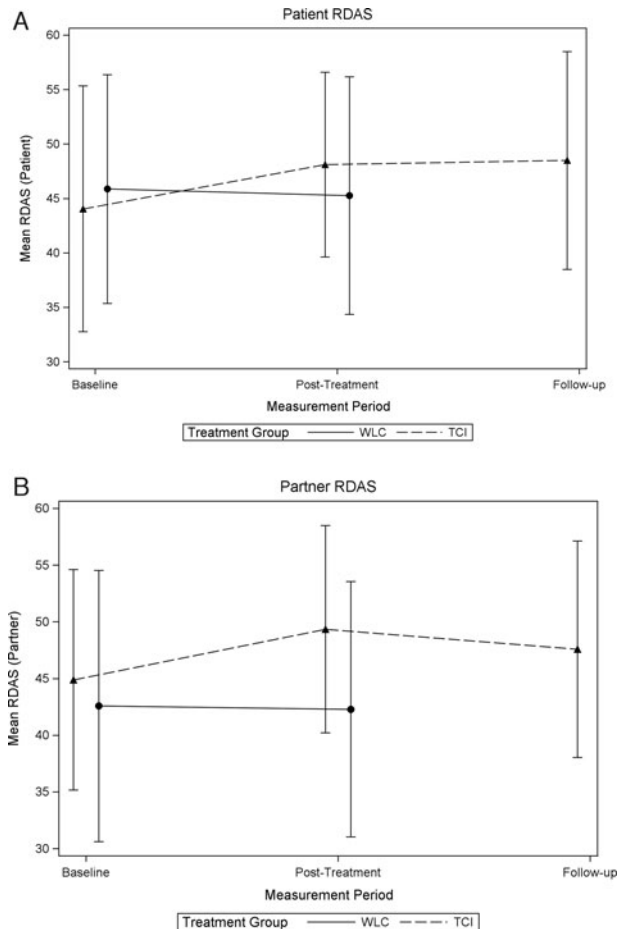 A
Patient RDAS
60
55
50
45
40
35
30
Mean RDAS (Patient)
Baseline Post-Treatment Follow-up
Measurement Period
Treatment Group WLC TCI
B
Partner RDAS
60
55
50
45
40
35
30
Mean RDAS (Partner)
Baseline Post-Treatment Follow-up
Measurement Period
Treatment Group WLC TCI